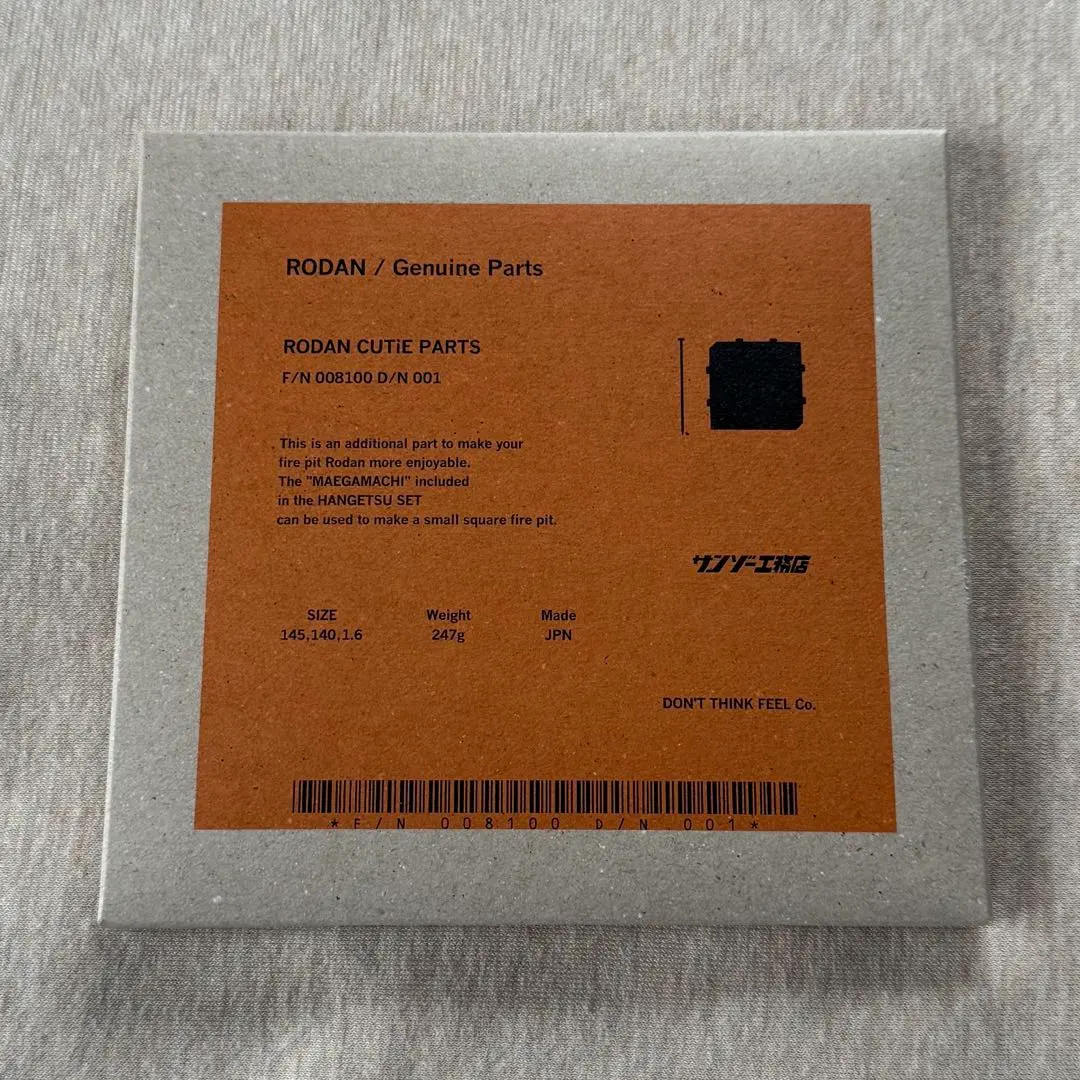 RODAN / Genuine Parts
RODAN CUTiE PARTS
F/N 008100 D/N 001
This is an additional part to make your
fire pit Rodan more enjoyable.
The "MAEGAMACHI" included
in the HANGETSU SET
can be used to make a small square fire pit.
サンゾー工務店
SIZE Weight Made
145,140,1.6 247g JPN
DON'T THINK FEEL Co.
*F/N 008100 D/N 001*